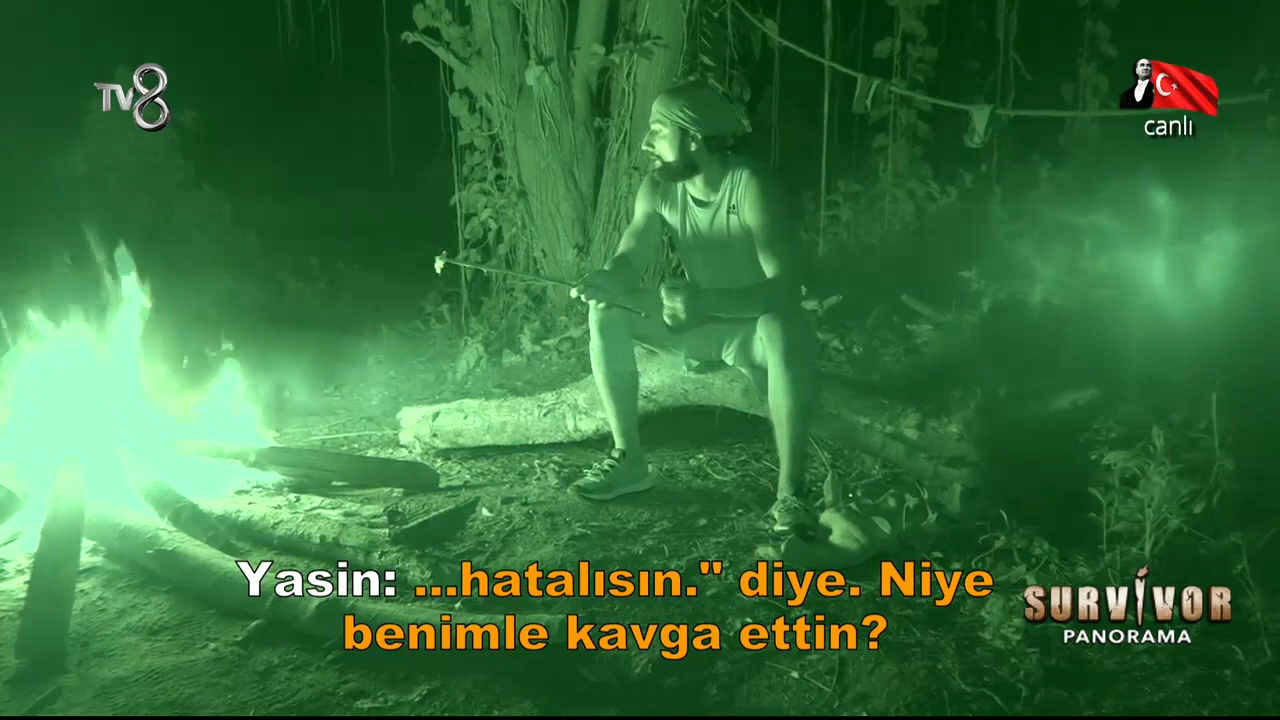 TV8
canlı
Yasin: ...hatalısın." diye. Niye
benimle kavga ettin?
SURVIVOR
PANORAMA